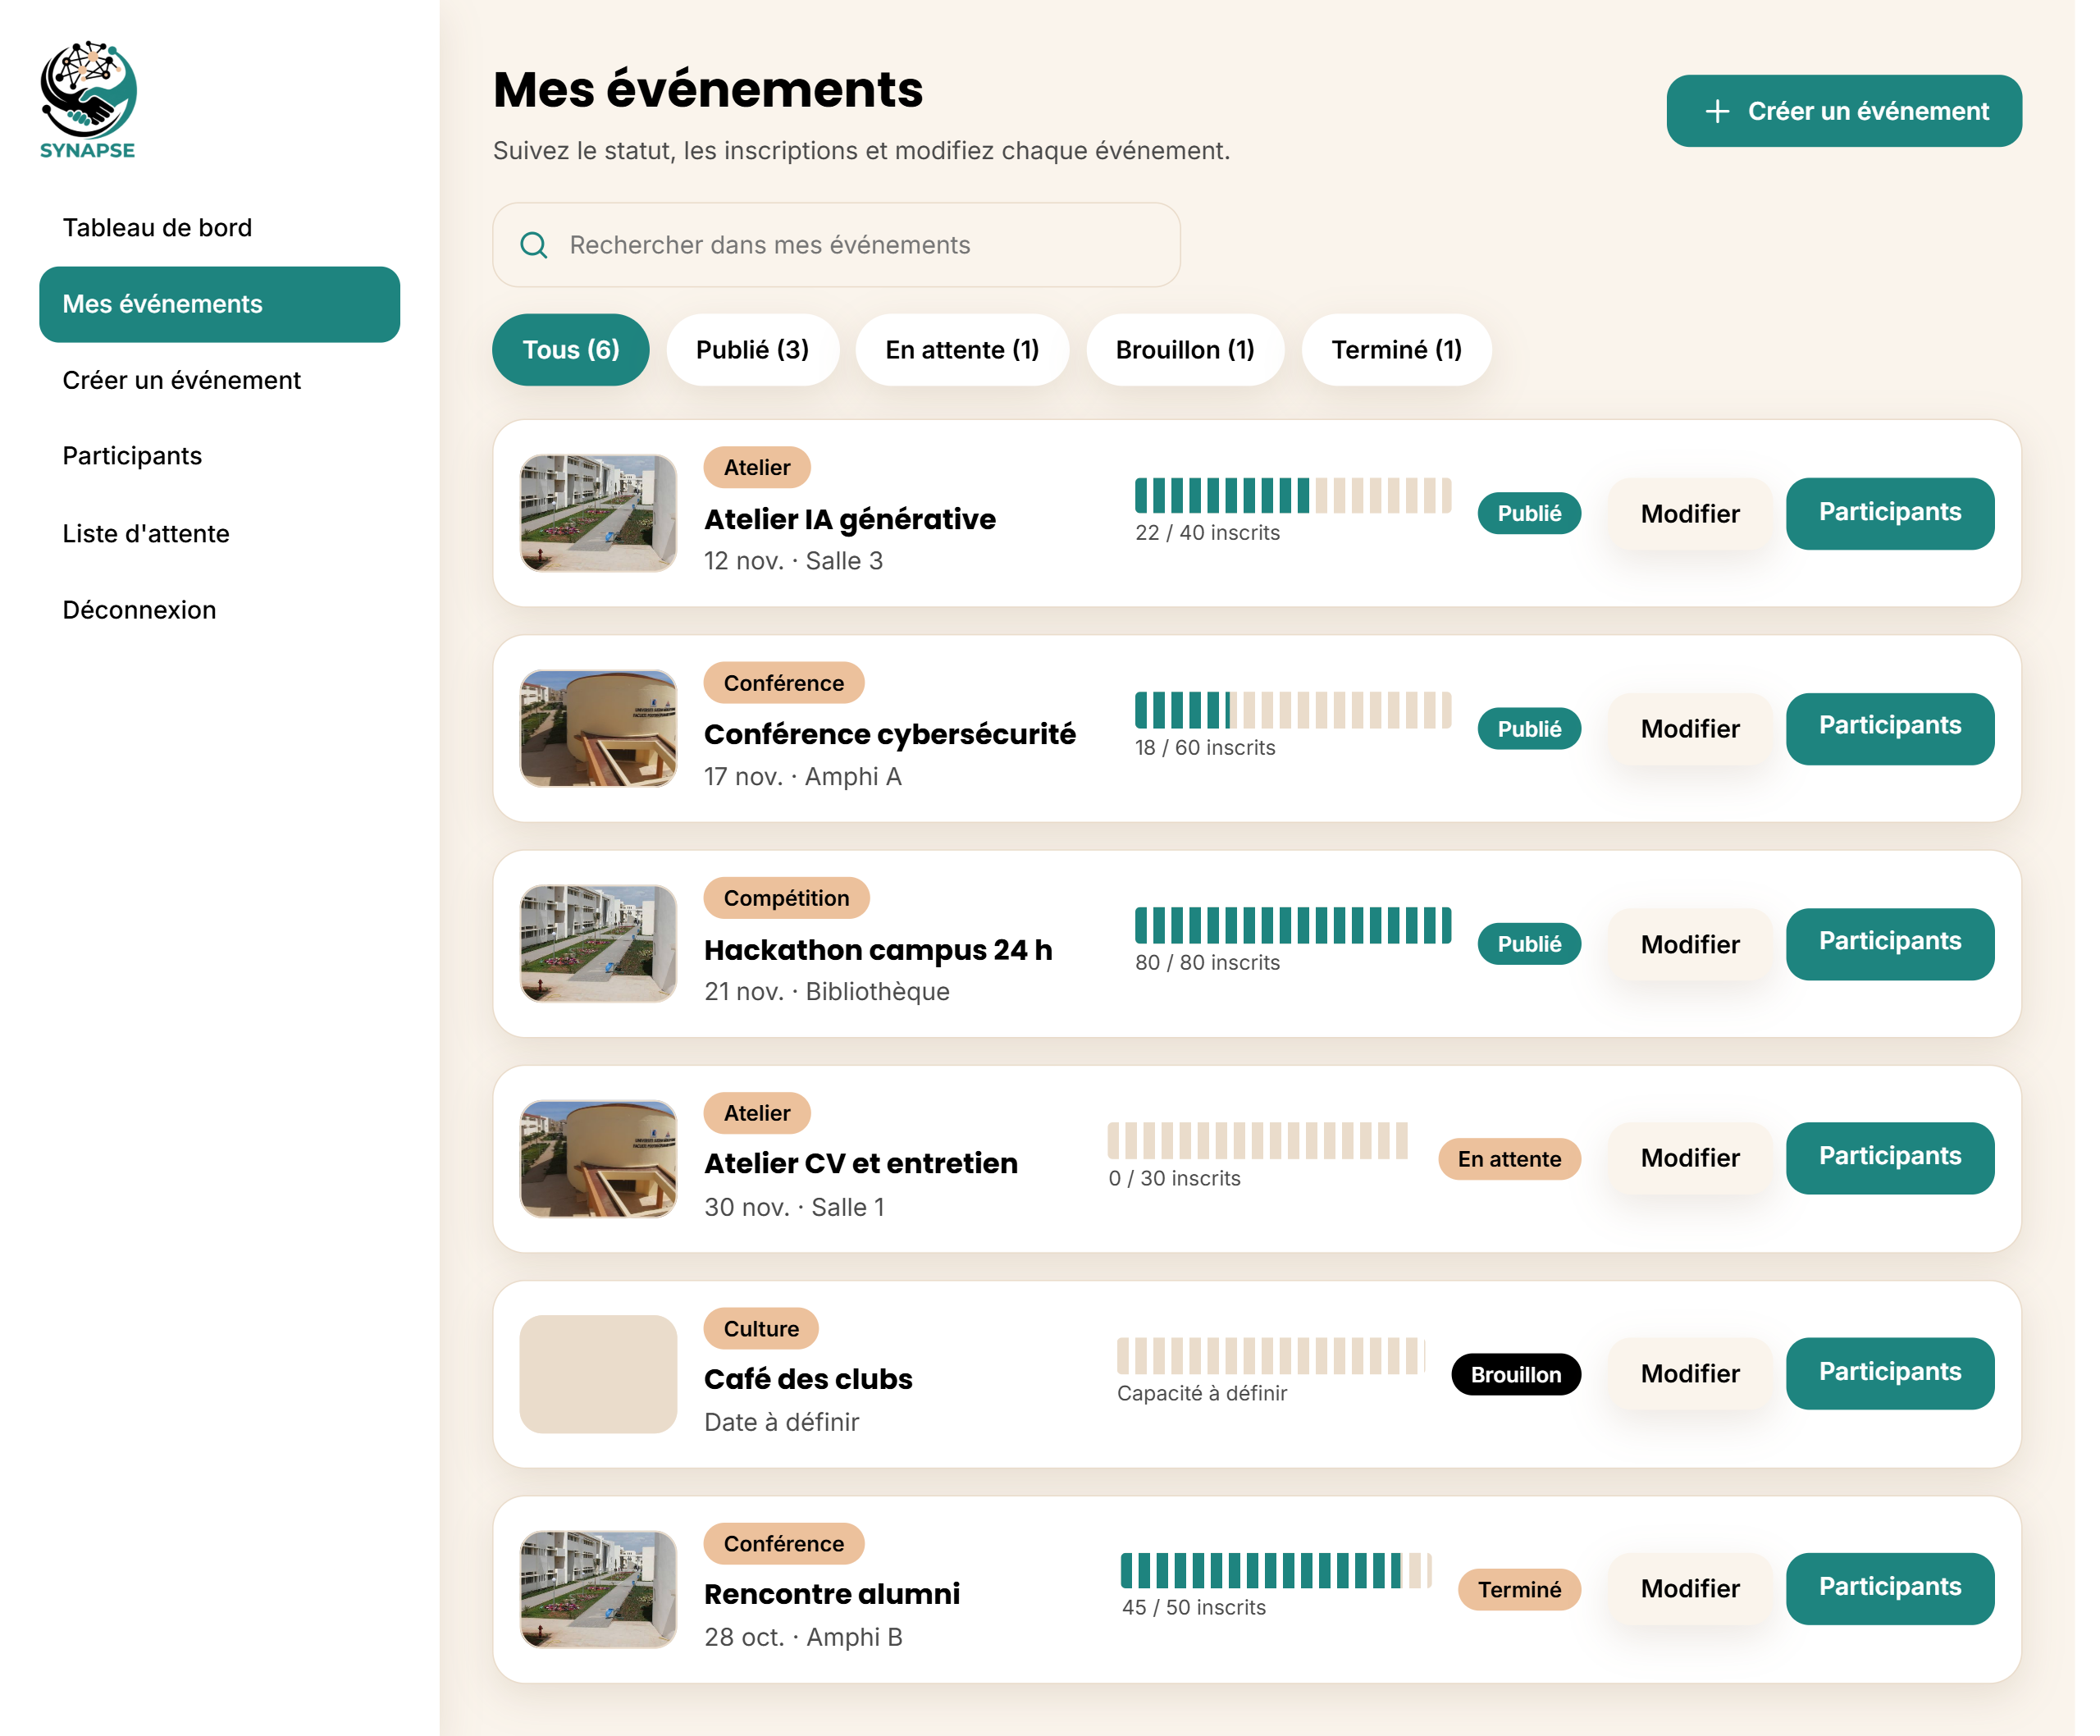 SYNAPSE
Tableau de bord
Mes événements
Créer un événement
Participants
Liste d'attente
Déconnexion
Mes événements
Suivez le statut, les inscriptions et modifiez chaque événement.
Créer un événement
Rechercher dans mes événements
Tous (6)
Publié (3)
En attente (1)
Brouillon (1)
Terminé (1)
Atelier
Atelier IA générative
12 nov. · Salle 3
22 / 40 inscrits
Publié
Modifier
Participants
Conférence
Conférence cybersécurité
17 nov. · Amphi A
18 / 60 inscrits
Publié
Modifier
Participants
Compétition
Hackathon campus 24 h
21 nov. · Bibliothèque
80 / 80 inscrits
Publié
Modifier
Participants
Atelier
Atelier CV et entretien
30 nov. · Salle 1
0 / 30 inscrits
En attente
Modifier
Participants
Culture
Café des clubs
Date à définir
Capacité à définir
Brouillon
Modifier
Participants
Conférence
Rencontre alumni
28 oct. · Amphi B
45 / 50 inscrits
Terminé
Modifier
Participants